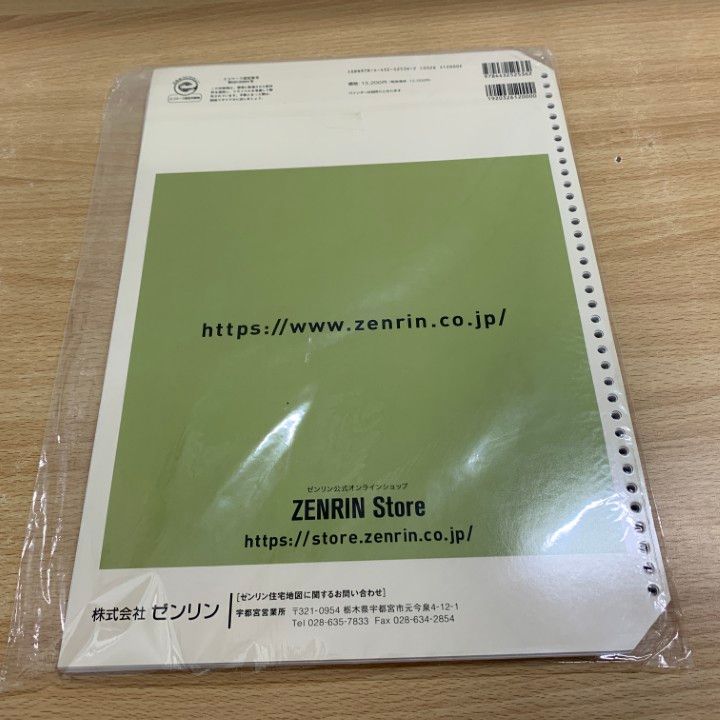 9784432525362
1920326120000
https://www.zenrin.co.jp/
ゼンリン公式オンラインショップ
ZENRIN Store
https://store.zenrin.co.jp/
株式会社 ゼンリン
[ゼンリン住宅地図に関するお問い合わせ]
宇都宮営業所 〒321-0954 栃木県宇都宮市元今泉4-12-1
Tel 028-635-7833 Fax 028-634-2854